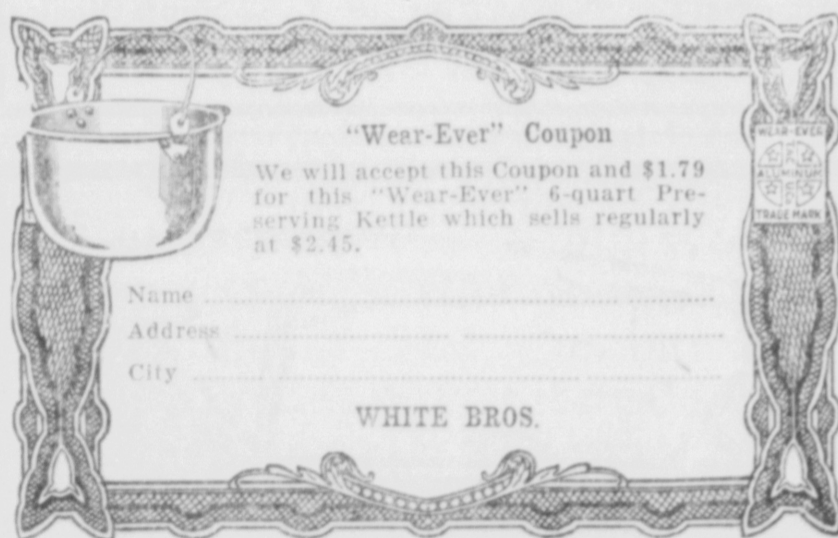 "Wear-Ever" Coupon
We will accept this Coupon and $1.79
for this "Wear-Ever" 6-quart Pre-
serving Kettle which sells regularly
at $2.45.
Name
Address
City
WHITE BROS.
WEAR-EVER
ALUMINUM
TRADE MARK